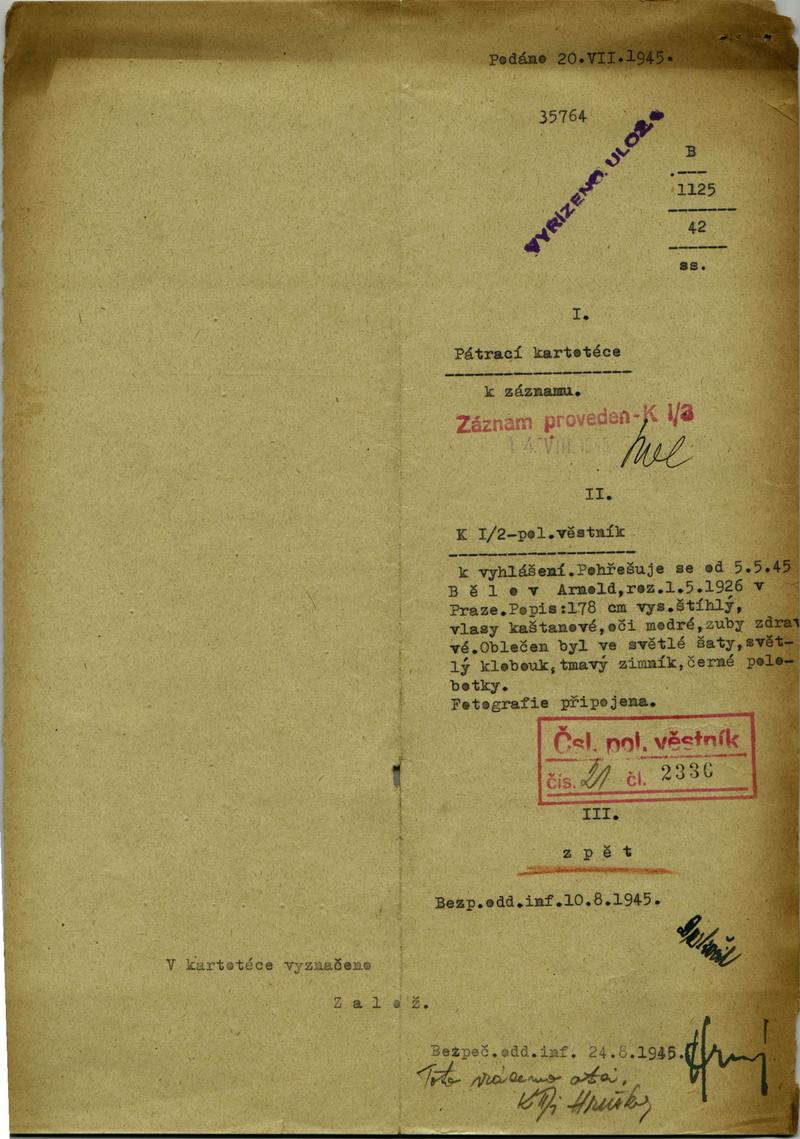 Podáno 20.VII.1945.
35764
VYŘÍZENO. ULOŽ.
B
1125
42
ss.
I.
Pátrací kartotéce
k záznamu.
Záznam proveden-K I/3
II.
K I/2-pol.věstník
k vyhlášení.Pohřešuje se od 5.5.45
B ě l o v Arnold,roz.1.5.1926 v
Praze.Popis:178 cm vys.štíhlý,
vlasy kaštanové,oči modré,zuby zdra
vé.Oblečen byl ve světlé šaty,svět-
lý klobouk,tmavý zimník,černé polo-
botky.
Fotografie připojena.
Čsl. pol. věstník
čís. 21 čl. 2336
III.
z p ě t
Bezp.odd.inf.10.8.1945.
V kartotéce vyznačeno
Z a l o ž.
Bezpeč.odd.inf. 24.8.1945.
Toto vráceno